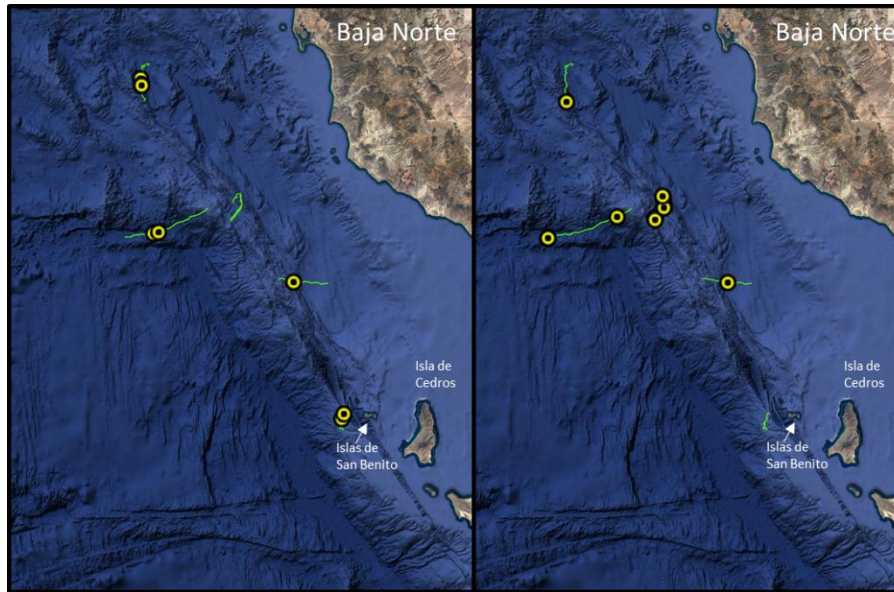 Baja Norte
Isla de
Cedros
Islas de
San Benito
Baja Norte
Isla de
Cedros
Islas de
San Benito